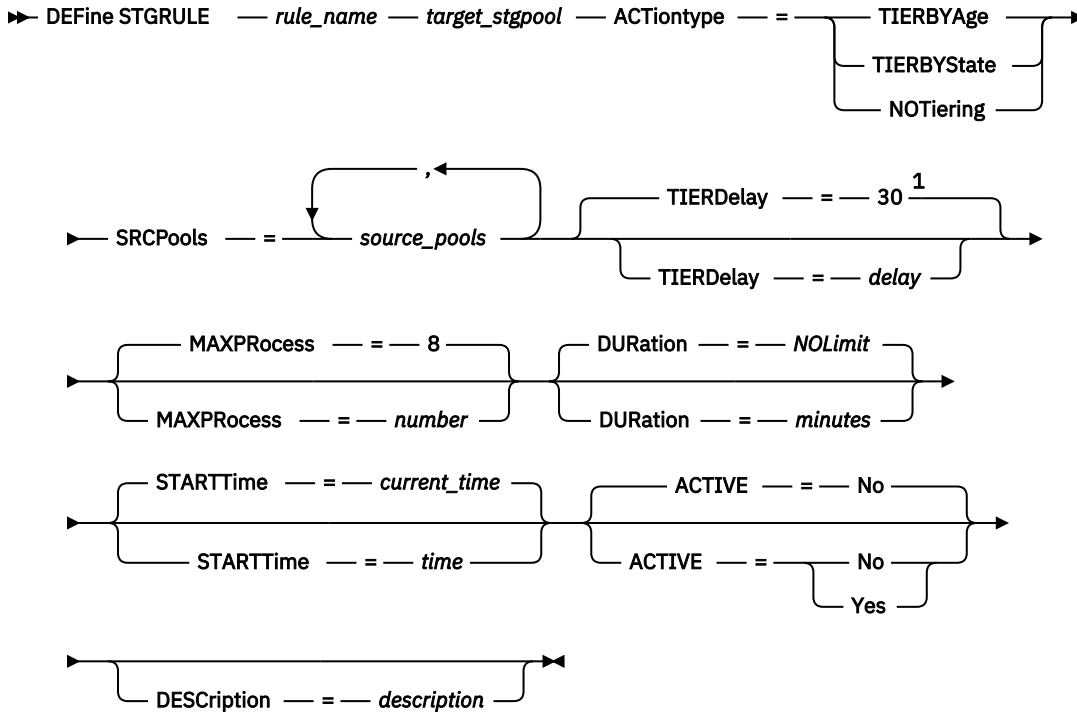 DEFine STGRULE rule_name target_stgpool ACTiontype = TIERBYAge
TIERBYState
NOTiering
,
SRCPools = source_pools
TIERDelay = 30 1
TIERDelay = delay
MAXPRocess = 8
MAXPRocess = number
DURation = NOLimit
DURation = minutes
STARTTime = current_time
STARTTime = time
ACTIVE = No
ACTIVE = No
Yes
DESCription = description